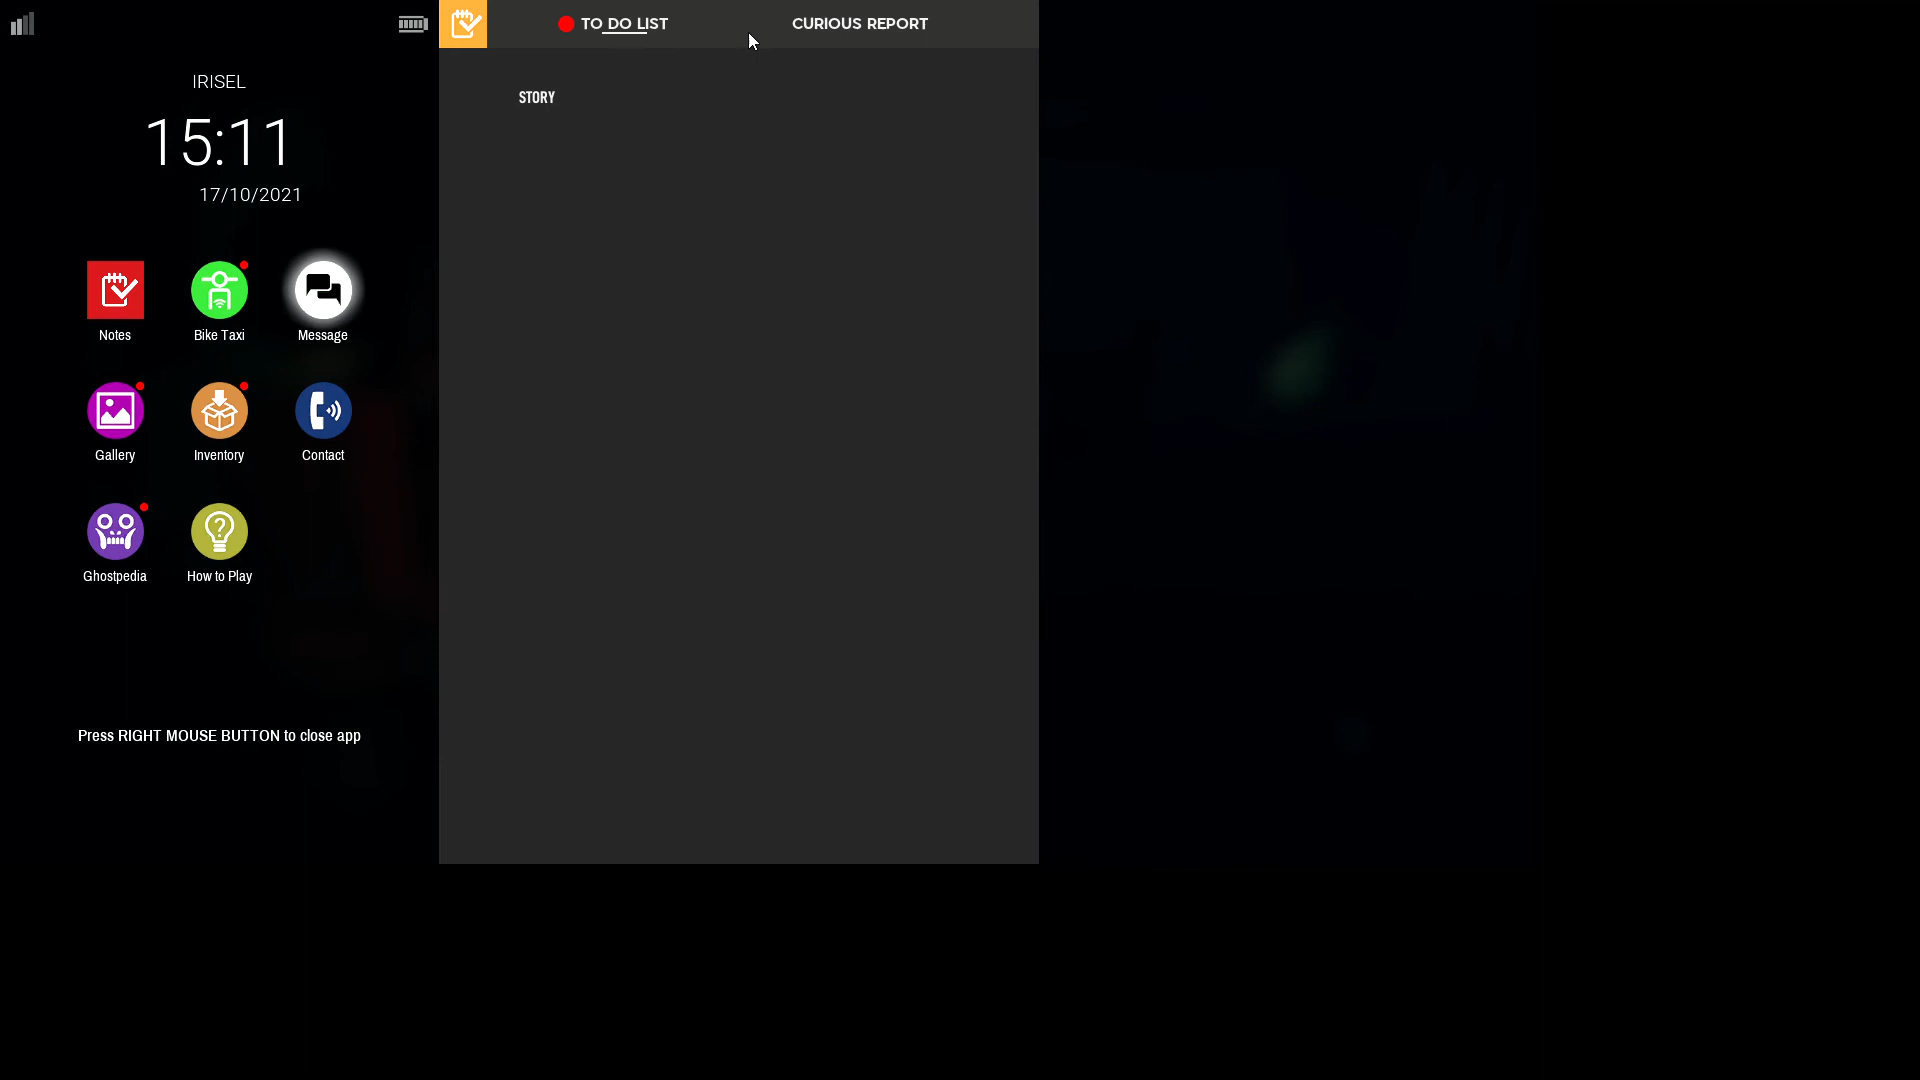 IRISEL
15:11
17/10/2021
Notes
Bike Taxi
Message
Gallery
Inventory
Contact
Ghostpedia
How to Play
Press RIGHT MOUSE BUTTON to close app
TO DO LIST
CURIOUS REPORT
STORY